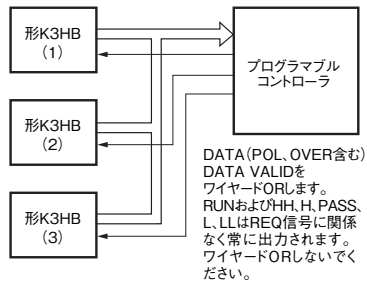 形K3HB
(1)
形K3HB
(2)
形K3HB
(3)
プログラマブル
コントローラ
DATA(POL、OVER含む)
DATA VALIDを
ワイヤードORします。
RUNおよびHH、H、PASS、
L、LLはREQ信号に関係
なく常に出力されます。
ワイヤードORしないでく
ださい。